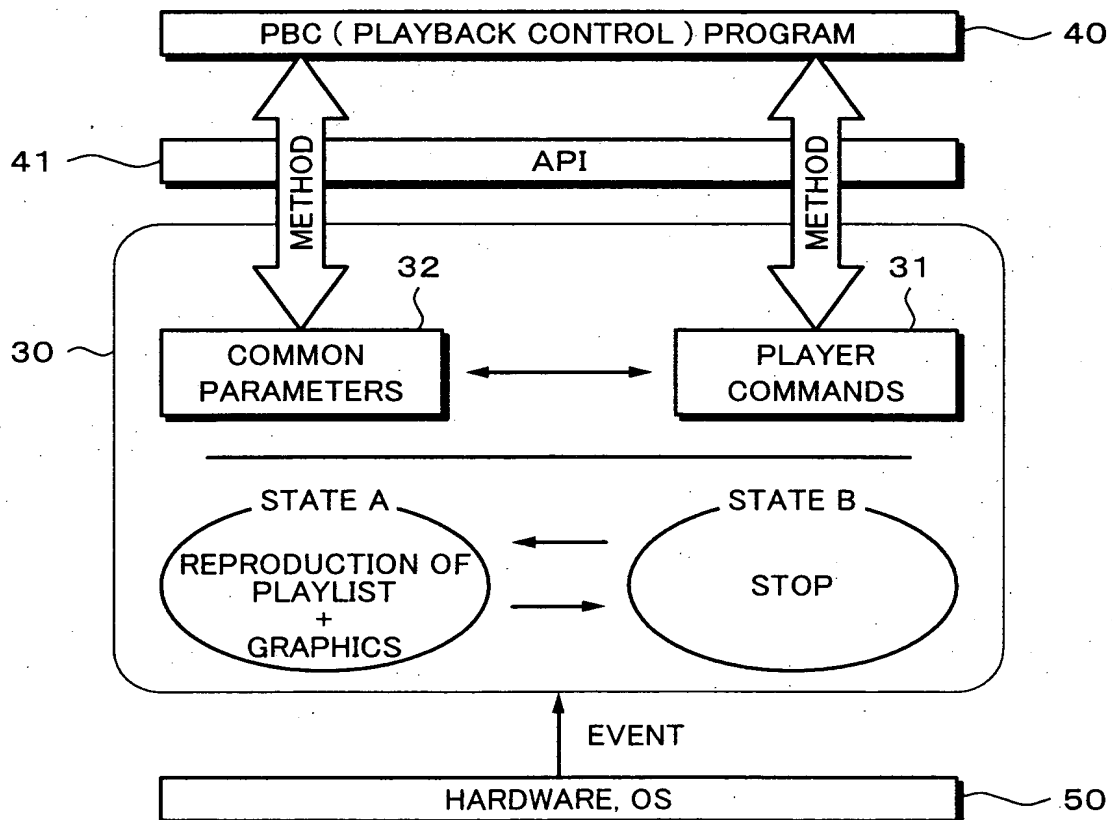 PBC ( PLAYBACK CONTROL ) PROGRAM
40
METHOD
METHOD
41
API
32
31
30
COMMON
PARAMETERS
PLAYER
COMMANDS
STATE A
REPRODUCTION OF
PLAYLIST
+
GRAPHICS
STATE B
STOP
EVENT
HARDWARE, OS
50